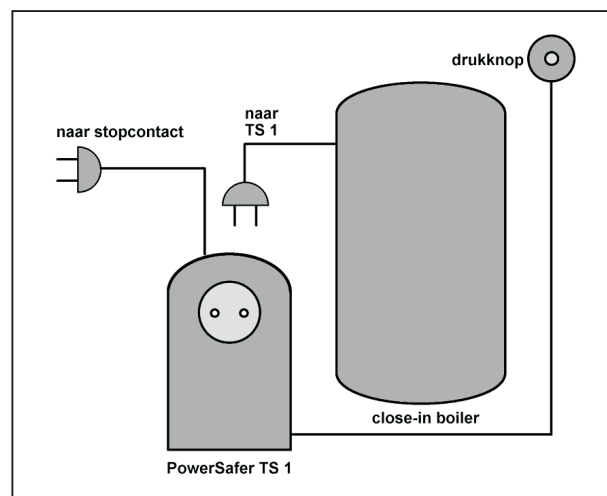 drukknop
naar
TS 1
naar stopcontact
close-in boiler
PowerSafer TS 1